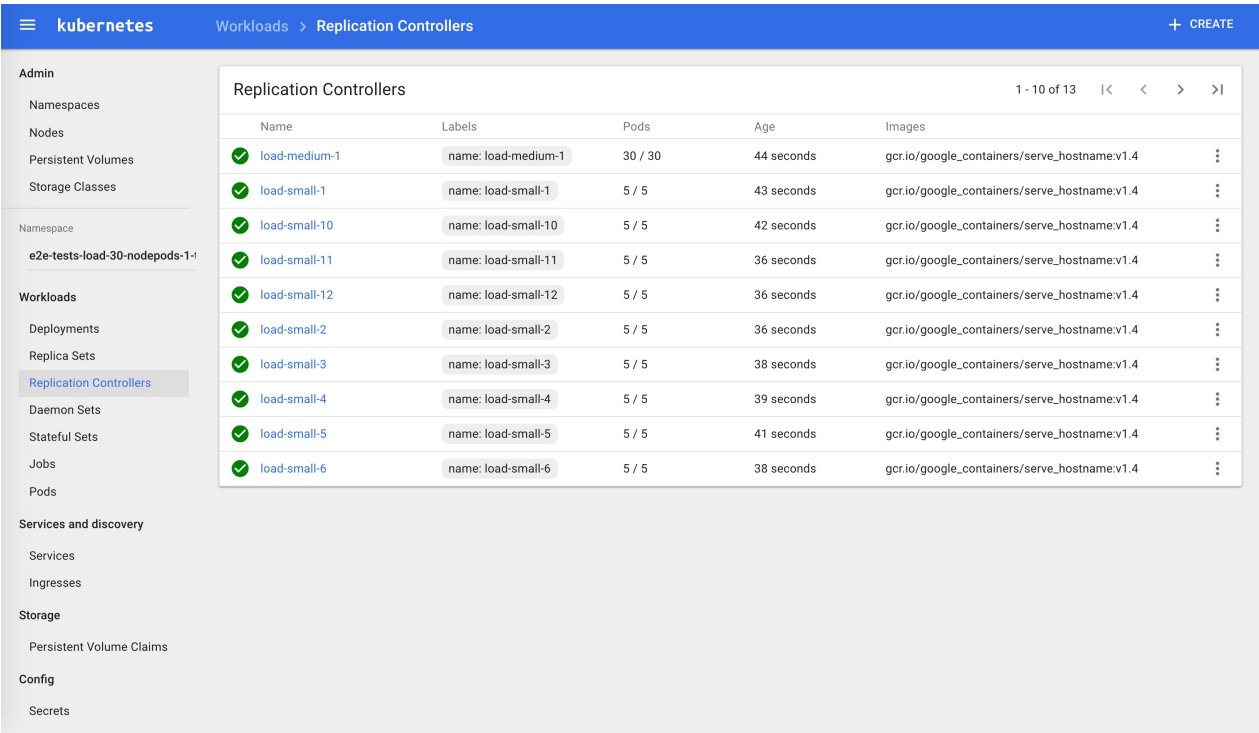 kubernetes Workloads > Replication Controllers + CREATE
Admin
Namespaces
Nodes
Persistent Volumes
Storage Classes
Namespace
e2e-tests-load-30-nodepods-1-
Workloads
Deployments
Replica Sets
Replication Controllers
Daemon Sets
Stateful Sets
Jobs
Pods
Services and discovery
Services
Ingresses
Storage
Persistent Volume Claims
Config
Secrets
Replication Controllers 1 - 10 of 13
Name Labels Pods Age Images
load-medium-1 name: load-medium-1 30 / 30 44 seconds gcr.io/google_containers/serve_hostname:v1.4
load-small-1 name: load-small-1 5 / 5 43 seconds gcr.io/google_containers/serve_hostname:v1.4
load-small-10 name: load-small-10 5 / 5 42 seconds gcr.io/google_containers/serve_hostname:v1.4
load-small-11 name: load-small-11 5 / 5 36 seconds gcr.io/google_containers/serve_hostname:v1.4
load-small-12 name: load-small-12 5 / 5 36 seconds gcr.io/google_containers/serve_hostname:v1.4
load-small-2 name: load-small-2 5 / 5 36 seconds gcr.io/google_containers/serve_hostname:v1.4
load-small-3 name: load-small-3 5 / 5 38 seconds gcr.io/google_containers/serve_hostname:v1.4
load-small-4 name: load-small-4 5 / 5 39 seconds gcr.io/google_containers/serve_hostname:v1.4
load-small-5 name: load-small-5 5 / 5 41 seconds gcr.io/google_containers/serve_hostname:v1.4
load-small-6 name: load-small-6 5 / 5 38 seconds gcr.io/google_containers/serve_hostname:v1.4